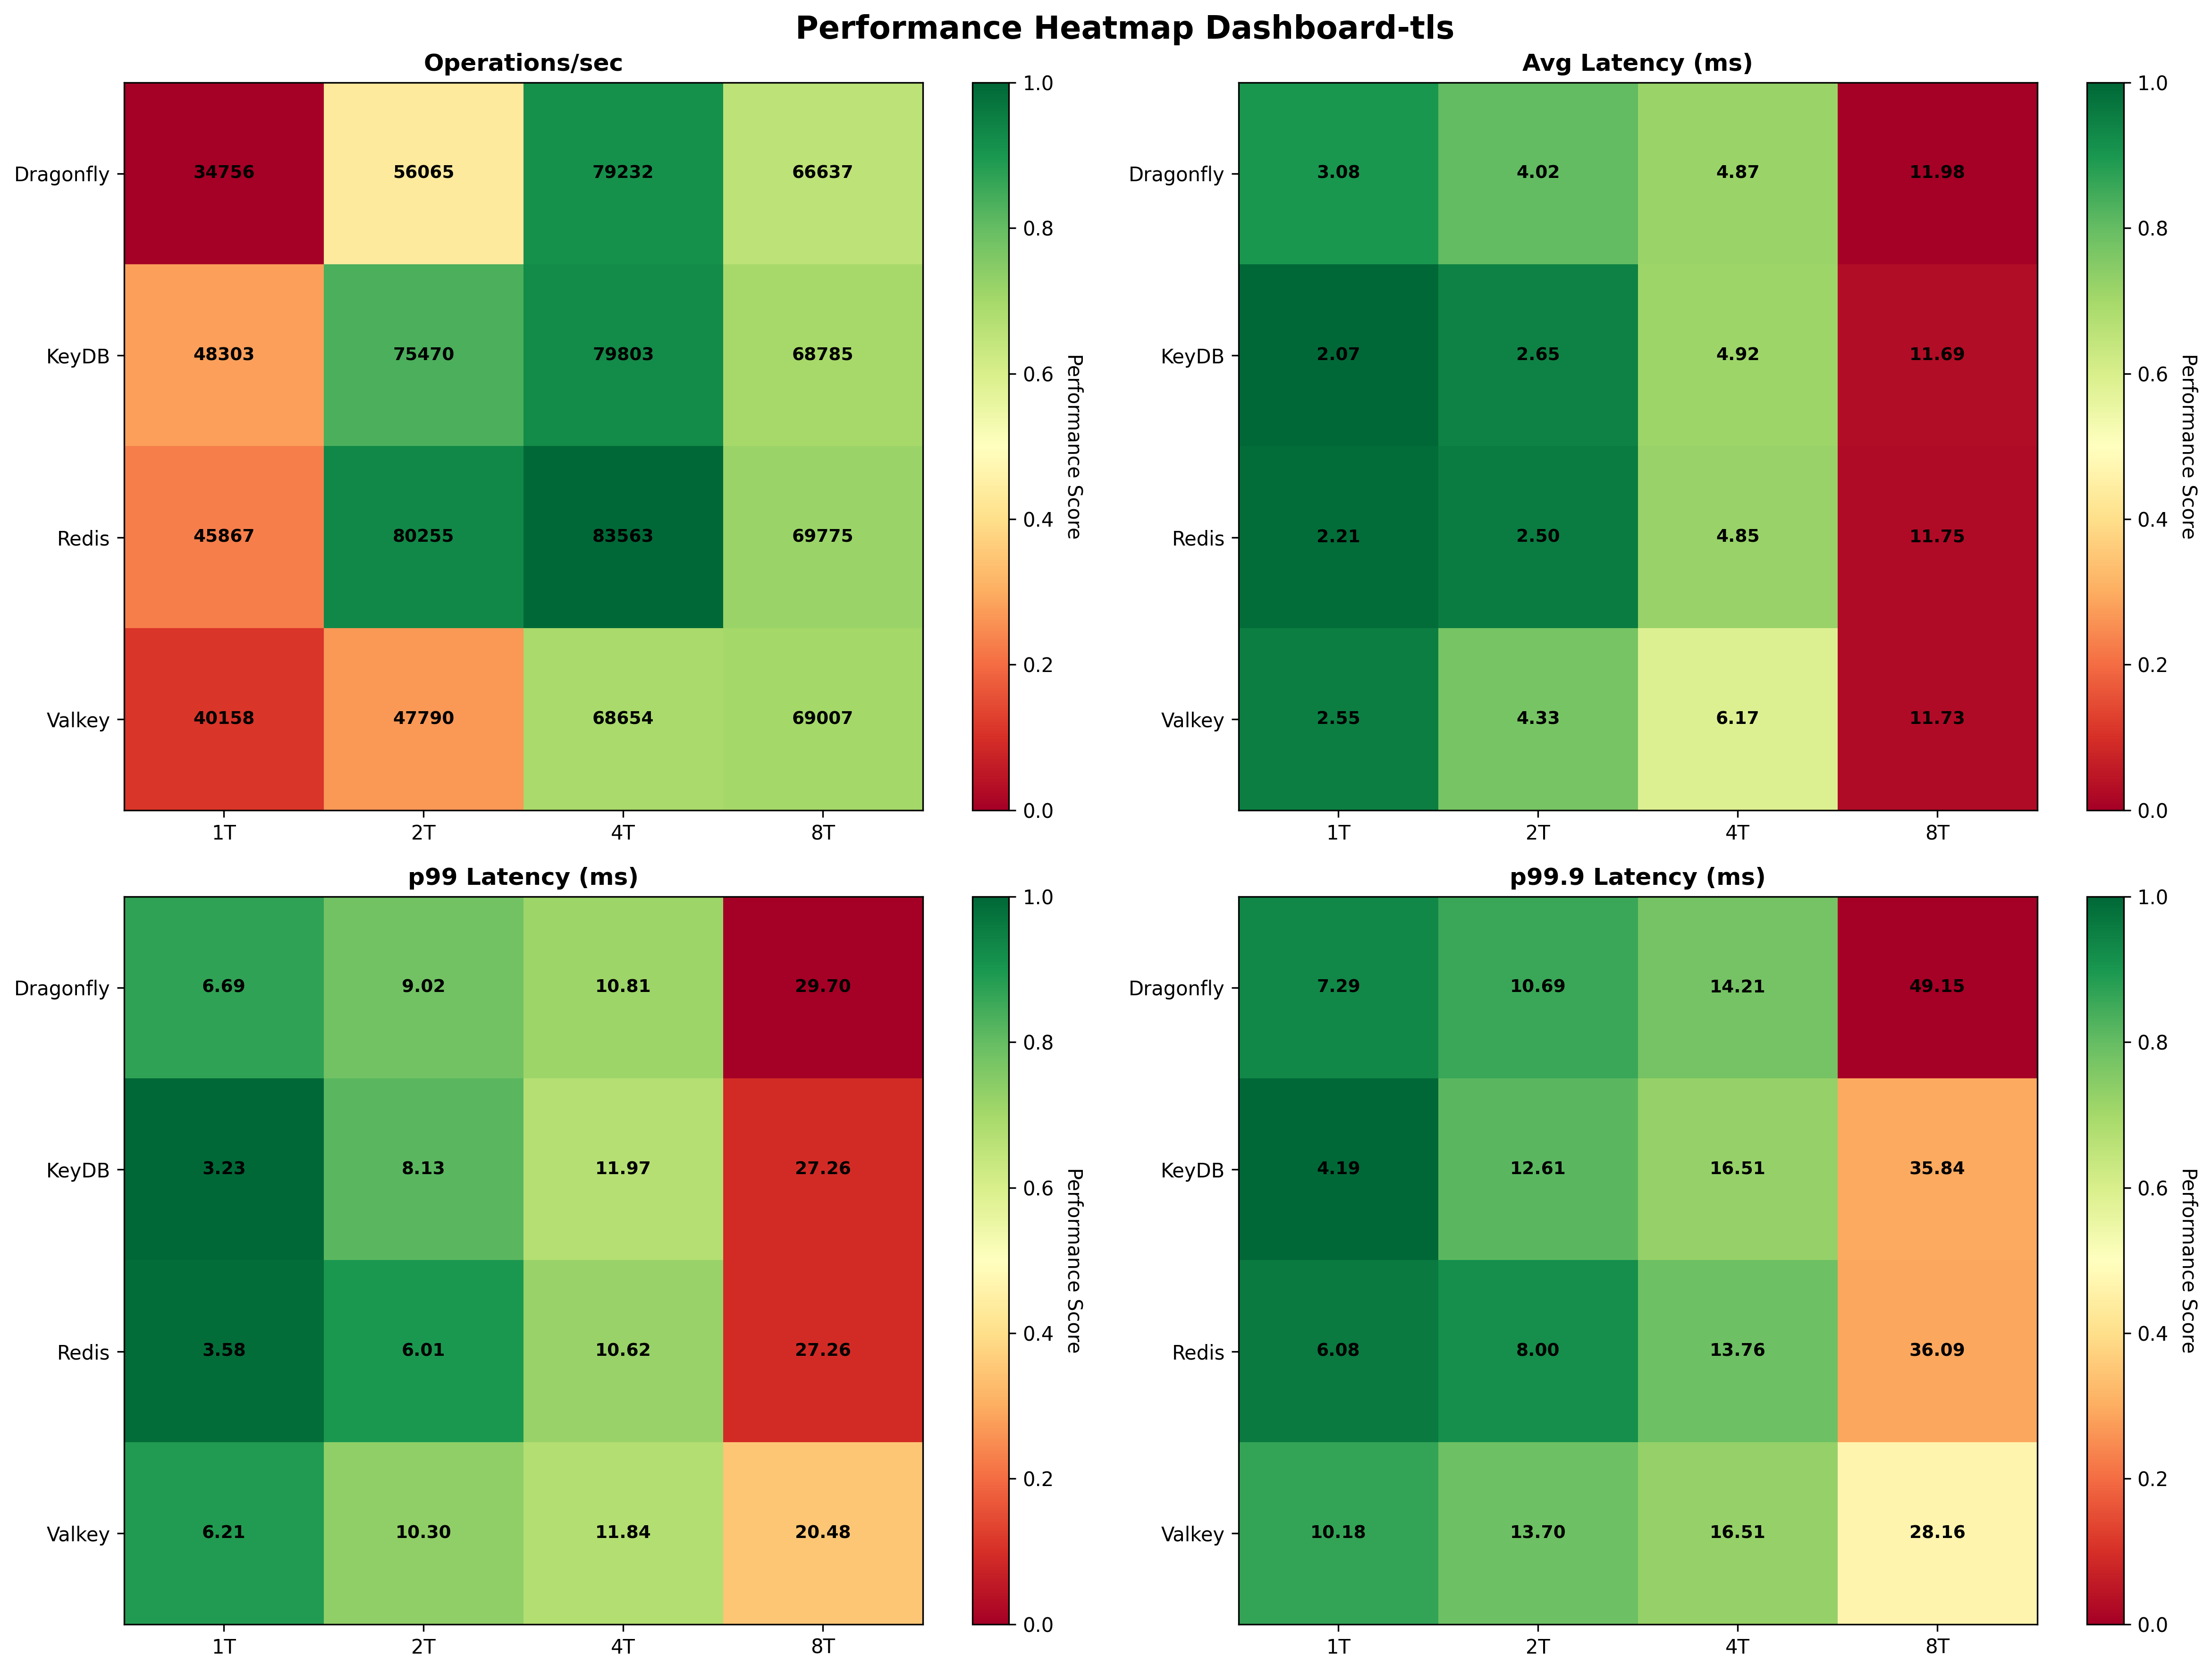 Performance Heatmap Dashboard-tls
Operations/sec
Dragonfly 34756 56065 79232 66637
KeyDB 48303 75470 79803 68785
Redis 45867 80255 83563 69775
Valkey 40158 47790 68654 69007
1T 2T 4T 8T
1.0
0.8
0.6
0.4
0.2
0.0
Performance Score
Avg Latency (ms)
Dragonfly 3.08 4.02 4.87 11.98
KeyDB 2.07 2.65 4.92 11.69
Redis 2.21 2.50 4.85 11.75
Valkey 2.55 4.33 6.17 11.73
1T 2T 4T 8T
1.0
0.8
0.6
0.4
0.2
0.0
Performance Score
p99 Latency (ms)
Dragonfly 6.69 9.02 10.81 29.70
KeyDB 3.23 8.13 11.97 27.26
Redis 3.58 6.01 10.62 27.26
Valkey 6.21 10.30 11.84 20.48
1T 2T 4T 8T
1.0
0.8
0.6
0.4
0.2
0.0
Performance Score
p99.9 Latency (ms)
Dragonfly 7.29 10.69 14.21 49.15
KeyDB 4.19 12.61 16.51 35.84
Redis 6.08 8.00 13.76 36.09
Valkey 10.18 13.70 16.51 28.16
1T 2T 4T 8T
1.0
0.8
0.6
0.4
0.2
0.0
Performance Score